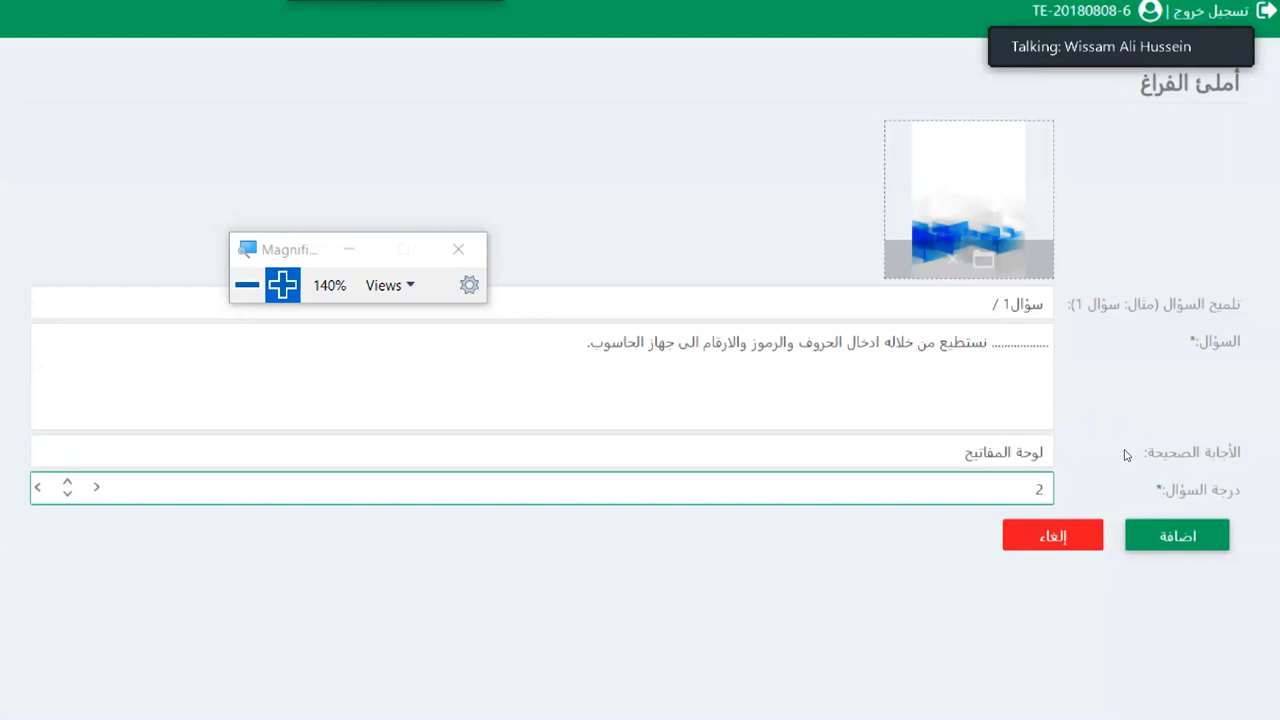 تسجيل خروج | TE-20180808-6
Talking: Wissam Ali Hussein
أملئ الفراغ
Magnifi...
140% Views
تلميح السؤال (مثال: سؤال 1): سؤال1 /
السؤال:* ................. نستطيع من خلاله ادخال الحروف والرموز والارقام الى جهاز الحاسوب.
الأجابة الصحيحة: لوحة المفاتيح
درجة السؤال:* 2
اضافة إلغاء